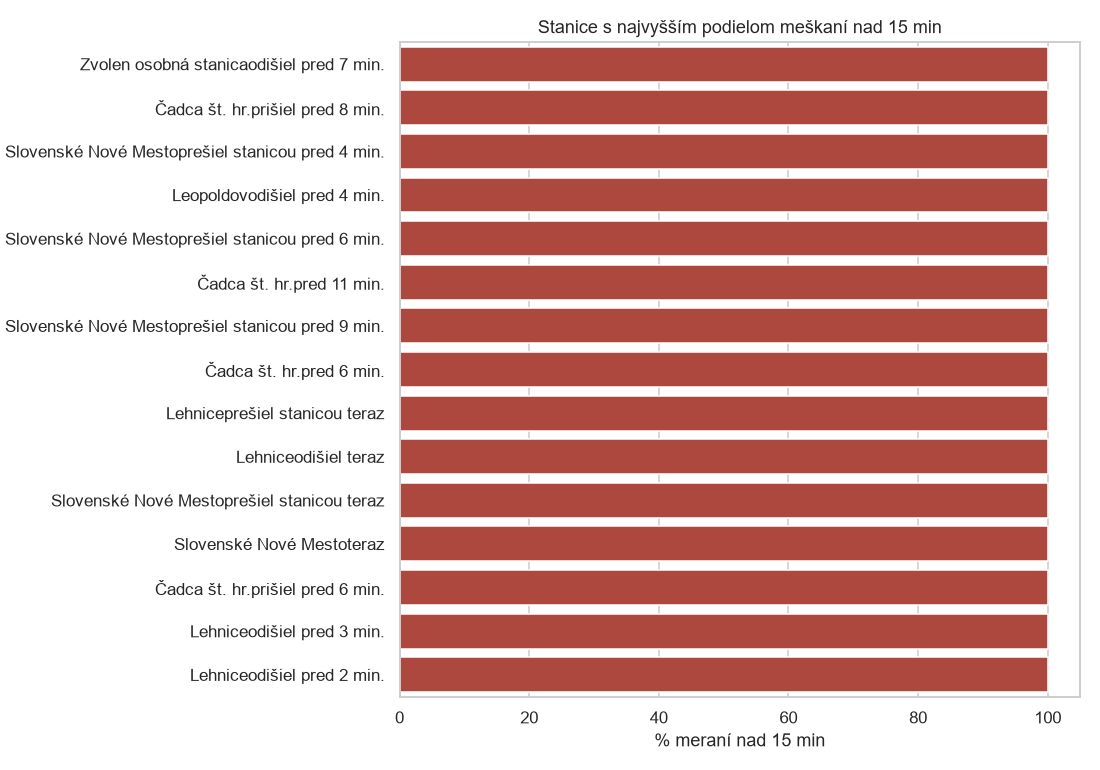 Stanice s najvyšším podielom meškaní nad 15 min
Zvolen osobná stanicaodišiel pred 7 min.
Čadca št. hr.prišiel pred 8 min.
Slovenské Nové Mestoprešiel stanicou pred 4 min.
Leopoldovodišiel pred 4 min.
Slovenské Nové Mestoprešiel stanicou pred 6 min.
Čadca št. hr.pred 11 min.
Slovenské Nové Mestoprešiel stanicou pred 9 min.
Čadca št. hr.pred 6 min.
Lehniceprešiel stanicou teraz
Lehniceodišiel teraz
Slovenské Nové Mestoprešiel stanicou teraz
Slovenské Nové Mestoteraz
Čadca št. hr.prišiel pred 6 min.
Lehniceodišiel pred 3 min.
Lehniceodišiel pred 2 min.
0 20 40 60 80 100
% meraní nad 15 min